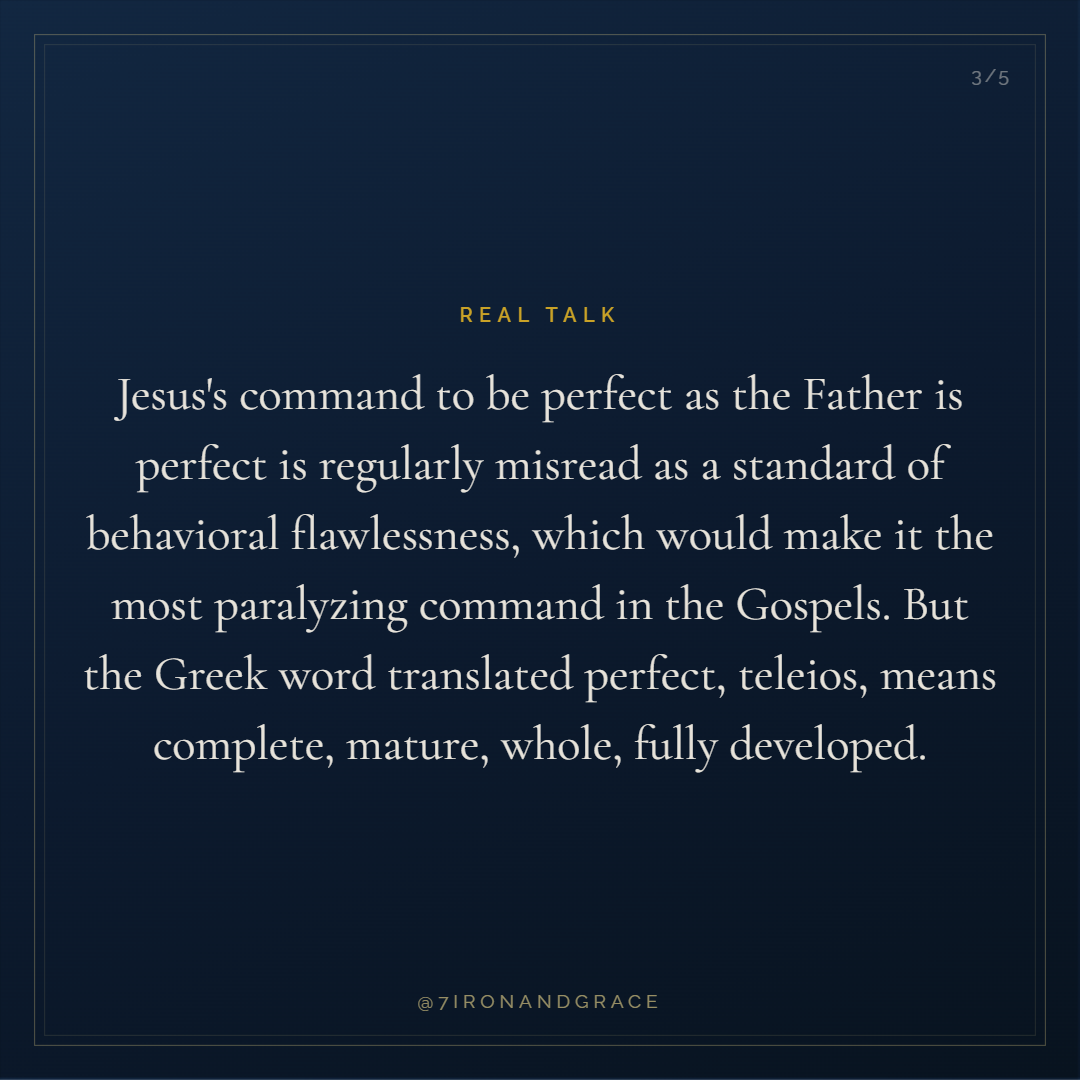 3/5
REAL TALK
Jesus's command to be perfect as the Father is
perfect is regularly misread as a standard of
behavioral flawlessness, which would make it the
most paralyzing command in the Gospels. But
the Greek word translated perfect, teleios, means
complete, mature, whole, fully developed.
@7IRONANDGRACE